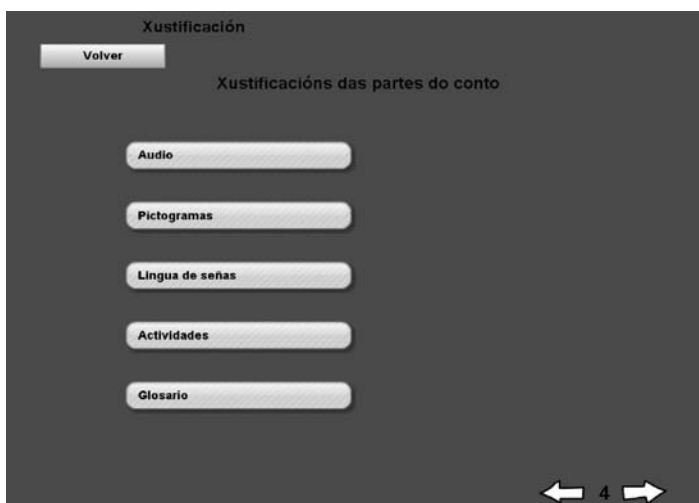 Xustificación
Volver
Xustificacións das partes do conto
Audio
Pictogramas
Lingua de señas
Actividades
Glosario
4